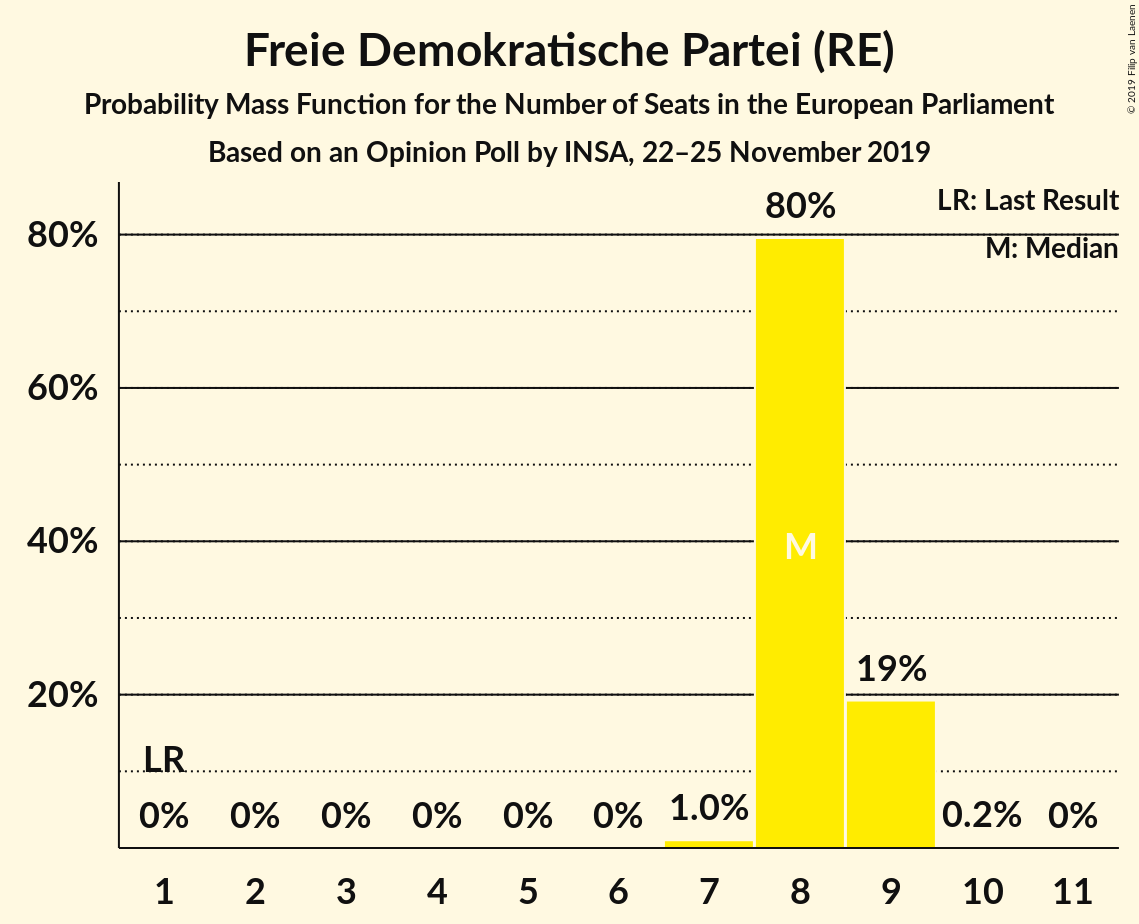 Freie Demokratische Partei (RE)
Probability Mass Function for the Number of Seats in the European Parliament
Based on an Opinion Poll by INSA, 22–25 November 2019
© 2019 Filip van Laenen
LR: Last Result
M: Median
80%
60%
40%
20%
LR
0%
0%
0%
0%
0%
0%
1.0%
80%
M
19%
0.2%
0%
1 2 3 4 5 6 7 8 9 10 11